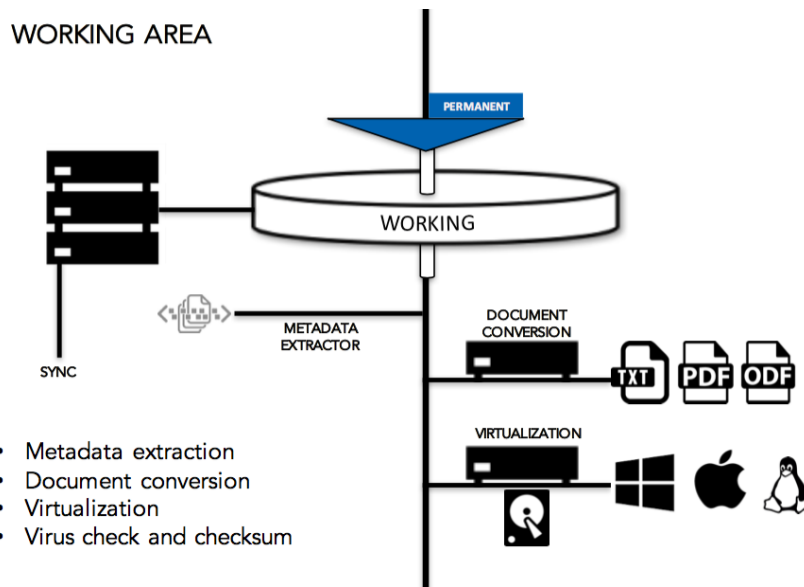 WORKING AREA
PERMANENT
WORKING
METADATA
EXTRACTOR
DOCUMENT
CONVERSION
TXT PDF ODF
SYNC
VIRTUALIZATION
• Metadata extraction
• Document conversion
• Virtualization
• Virus check and checksum